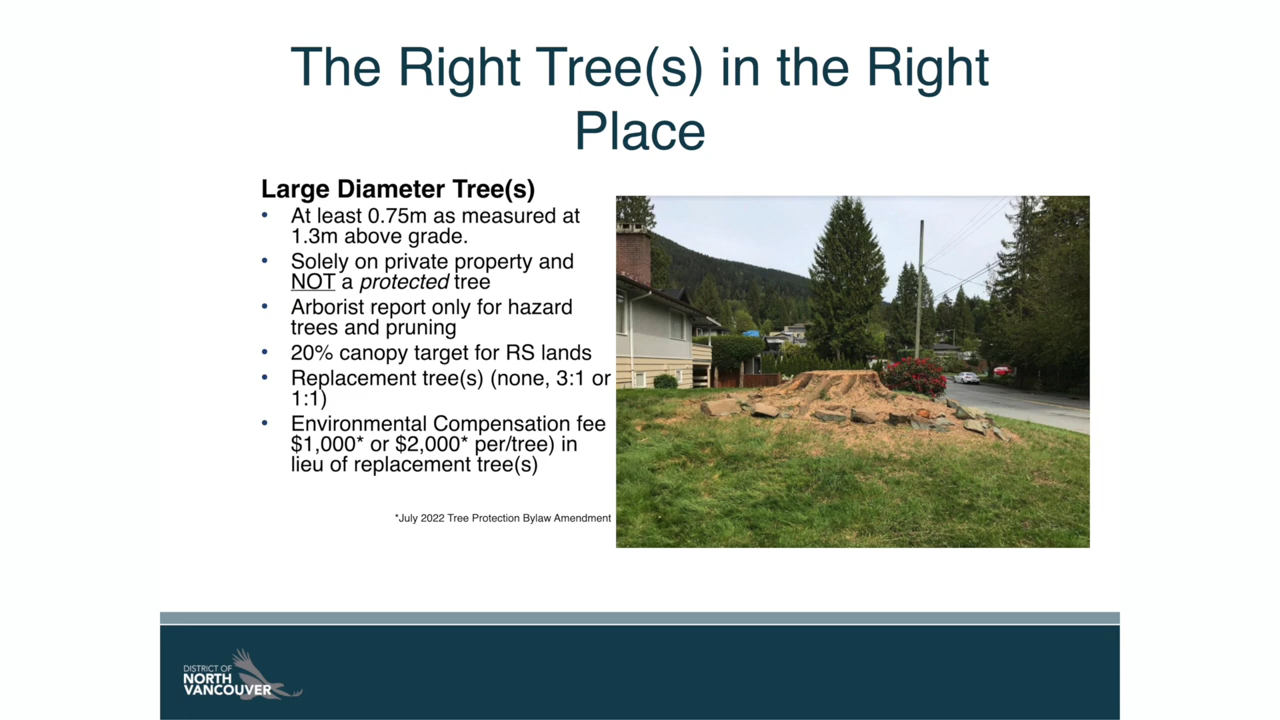 The Right Tree(s) in the Right
Place
Large Diameter Tree(s)
• At least 0.75m as measured at
1.3m above grade.
• Solely on private property and
NOT a protected tree
• Arborist report only for hazard
trees and pruning
• 20% canopy target for RS lands
• Replacement tree(s) (none, 3:1 or
1:1)
• Environmental Compensation fee
$1,000* or $2,000* per/tree) in
lieu of replacement tree(s)
*July 2022 Tree Protection Bylaw Amendment
DISTRICT OF
NORTH
VANCOUVER